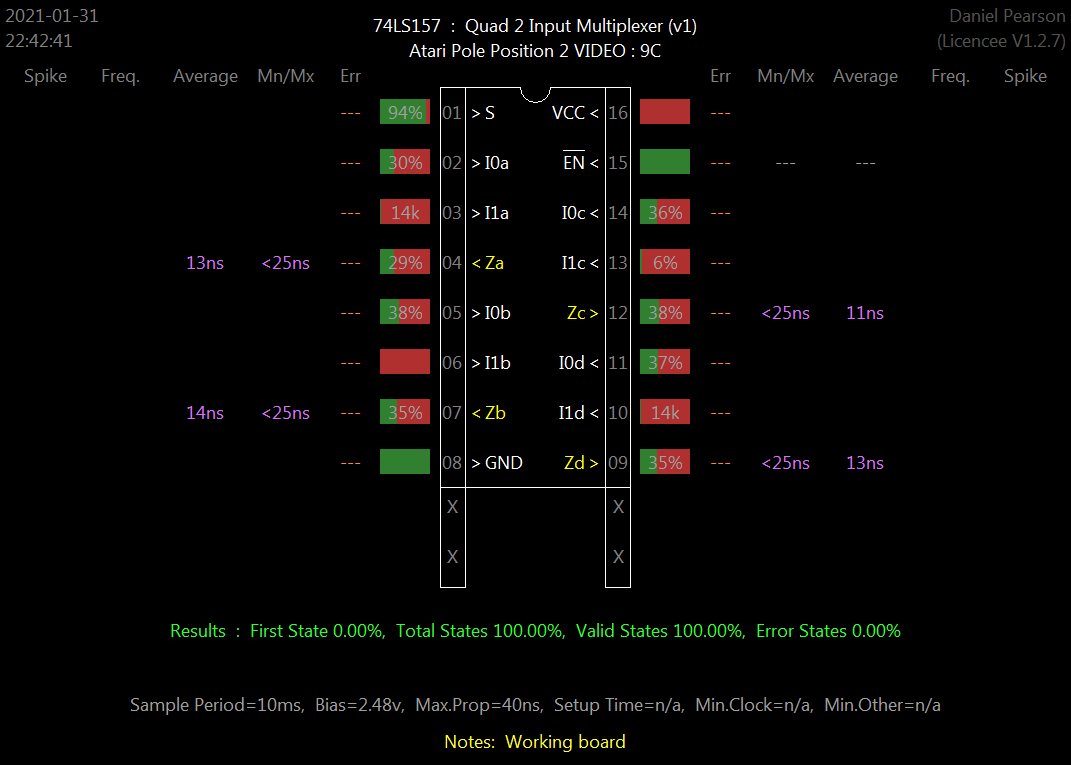 2021-01-31 74LS157 : Quad 2 Input Multiplexer (v1) Daniel Pearson
22:42:41 Atari Pole Position 2 VIDEO : 9C (Licencee V1.2.7)
Spike Freq. Average Mn/Mx Err Err Mn/Mx Average Freq. Spike
--- 94% 01 > S VCC < 16 ---
--- 30% 02 > I0a EN < 15 --- --- ---
--- 14k 03 > I1a I0c < 14 36% ---
13ns <25ns --- 29% 04 < Za I1c < 13 6% ---
--- 38% 05 > I0b Zc > 12 38% --- <25ns 11ns
--- 06 > I1b I0d < 11 37% ---
14ns <25ns --- 35% 07 < Zb I1d < 10 14k ---
--- 08 > GND Zd > 09 35% --- <25ns 13ns
X X
X X
Results : First State 0.00%, Total States 100.00%, Valid States 100.00%, Error States 0.00%
Sample Period=10ms, Bias=2.48v, Max.Prop=40ns, Setup Time=n/a, Min.Clock=n/a, Min.Other=n/a
Notes: Working board